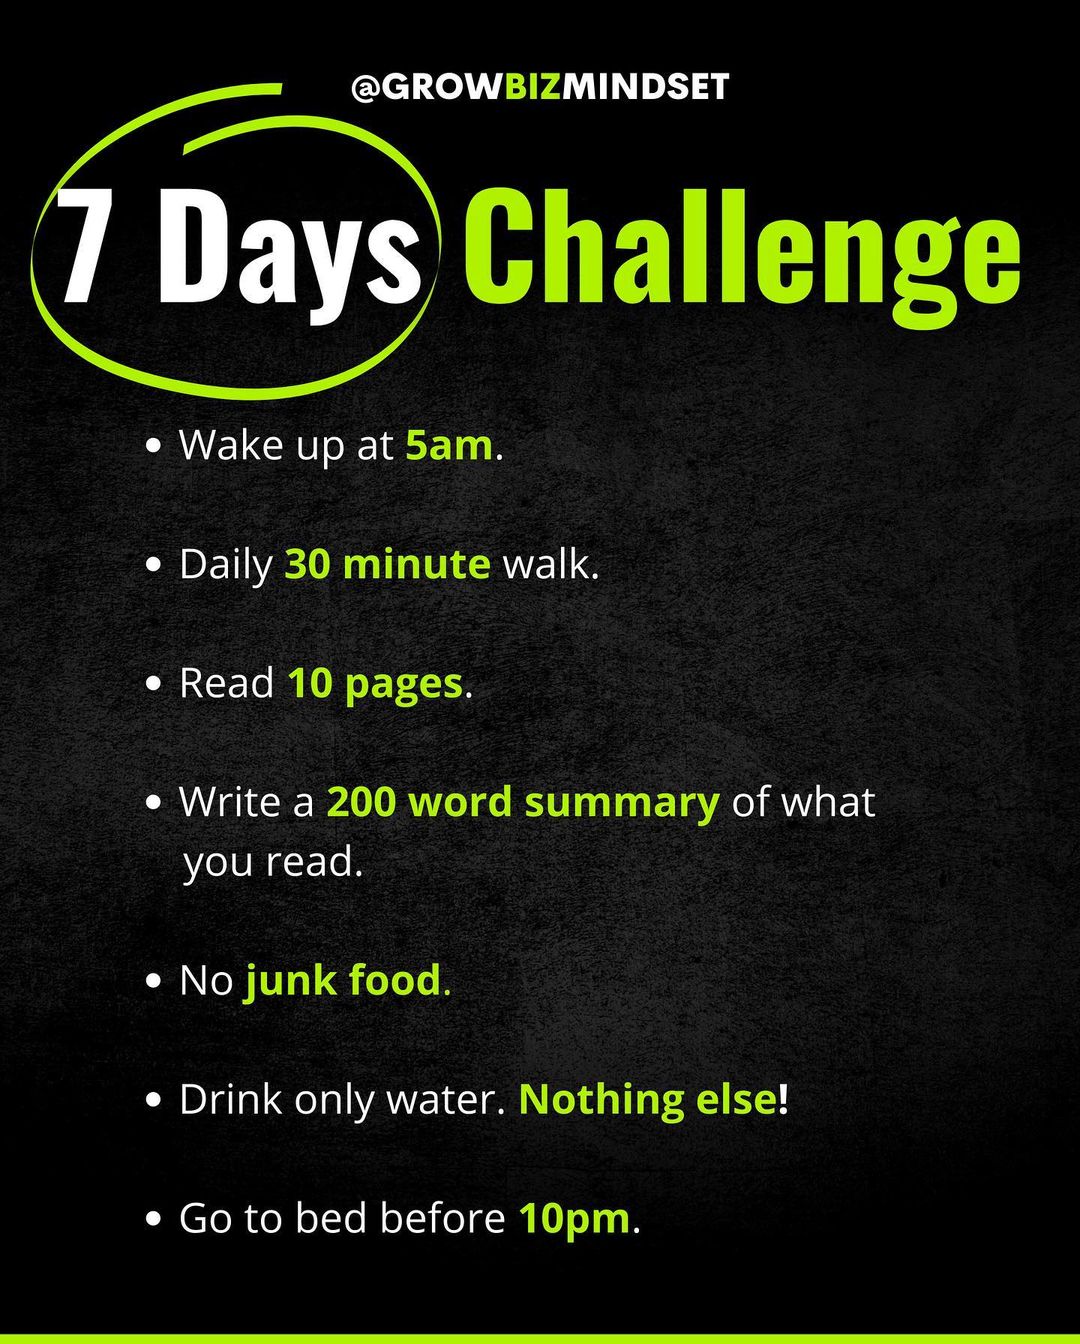 @GROWBIZMINDSET
7 Days Challenge
• Wake up at 5am.
• Daily 30 minute walk.
• Read 10 pages.
• Write a 200 word summary of what
you read.
• No junk food.
• Drink only water. Nothing else!
• Go to bed before 10pm.